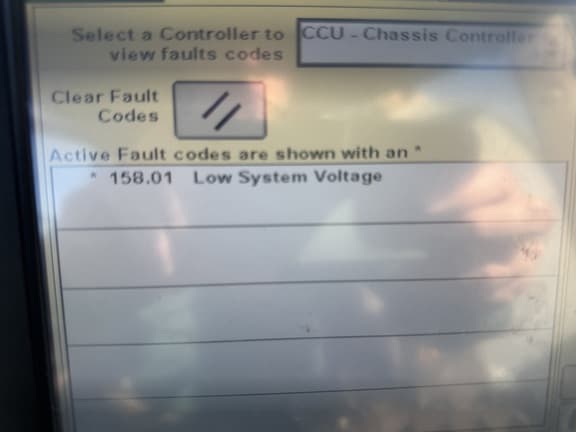 Select a Controller to
view faults codes
CCU - Chassis Controller
Clear Fault
Codes
Active Fault codes are shown with an *
* 158.01 Low System Voltage